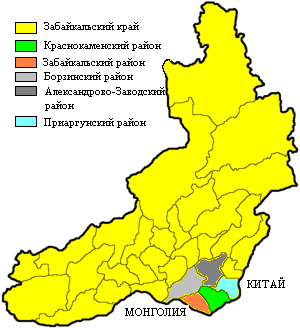 Забайкальский край
Краснокаменский район
Забайкальский район
Борзинский район
Александрово-Заводский
район
Приаргунский район
КИТАЙ
МОНГОЛИЯ